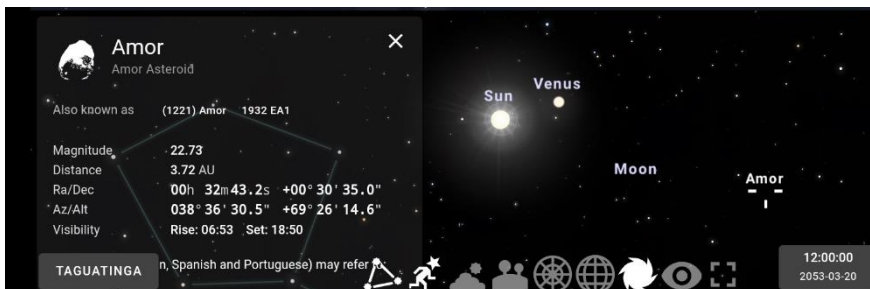 Amor
Amor Asteroid
Also known as (1221) Amor 1932 EA1
Magnitude 22.73
Distance 3.72 AU
Ra/Dec 00h 32m43.2s +00°30'35.0"
Az/Alt 038°36'30.5" +69°26'14.6"
Visibility Rise: 06:53 Set: 18:50
n, Spanish and Portuguese) may refer
TAGUATINGA
Sun
Venus
Moon
Amor
12:00:00
2053-03-20